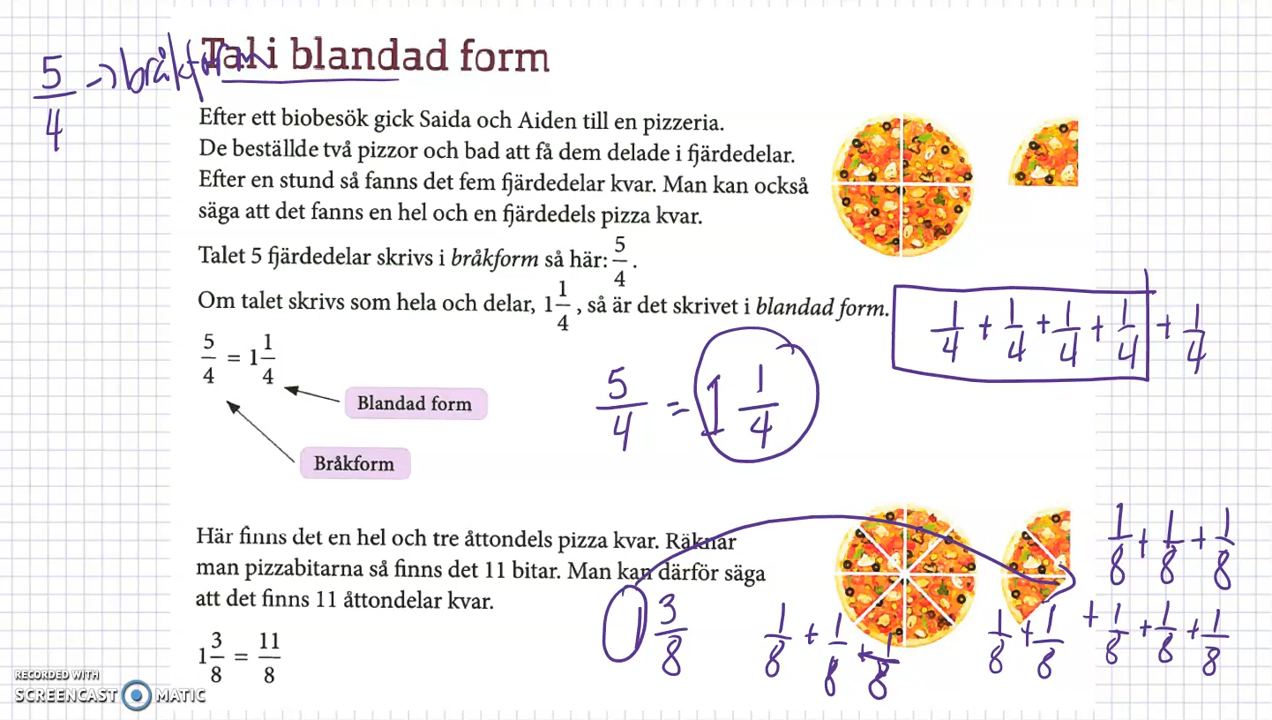 Tal i blandad form
5/4 → bråkform
Efter ett biobesök gick Saida och Aiden till en pizzeria.
De beställde två pizzor och bad att få dem delade i fjärdedelar.
Efter en stund så fanns det fem fjärdedelar kvar. Man kan också
säga att det fanns en hel och en fjärdedels pizza kvar.
Talet 5 fjärdedelar skrivs i bråkform så här: 5/4.
Om talet skrivs som hela och delar, 1 1/4, så är det skrivet i blandad form.
1/4 + 1/4 + 1/4 + 1/4 + 1/4
5/4 = 1 1/4
Blandad form
Bråkform
5/4 = 1 1/4
Här finns det en hel och tre åttondels pizza kvar. Räknar
man pizzabitarna så finns det 11 bitar. Man kan därför säga
att det finns 11 åttondelar kvar.
1 3/8 = 11/8
1 3/8
1/8 + 1/8 + 1/8
1/8 + 1/8 + 1/8 + 1/8 + 1/8
1/8 + 1/8 + 1/8
RECORDED WITH
SCREENCAST MATIC